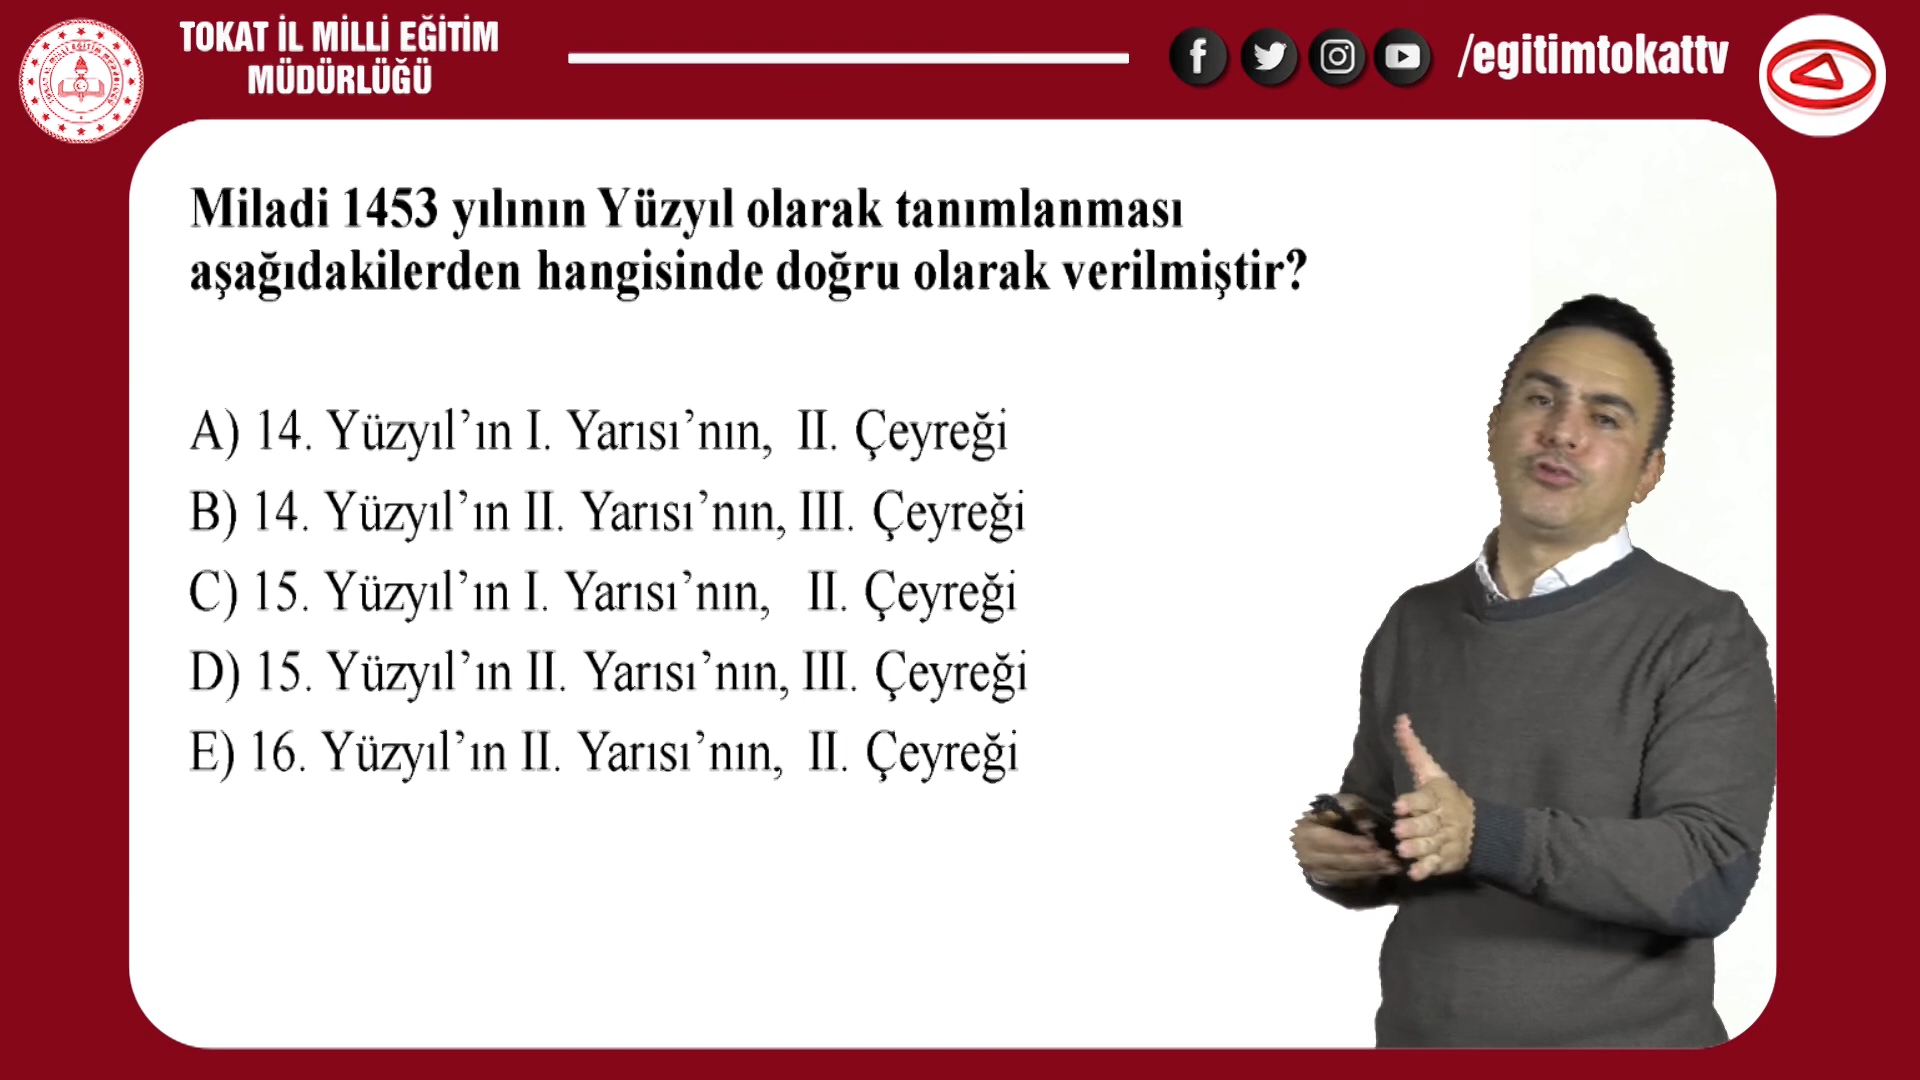 TOKAT İL MİLLİ EĞİTİM
MÜDÜRLÜĞÜ
/egitimtokattv
Miladi 1453 yılının Yüzyıl olarak tanımlanması
aşağıdakilerden hangisinde doğru olarak verilmiştir?
A) 14. Yüzyıl’ın I. Yarısı’nın, II. Çeyreği
B) 14. Yüzyıl’ın II. Yarısı’nın, III. Çeyreği
C) 15. Yüzyıl’ın I. Yarısı’nın, II. Çeyreği
D) 15. Yüzyıl’ın II. Yarısı’nın, III. Çeyreği
E) 16. Yüzyıl’ın II. Yarısı’nın, II. Çeyreği